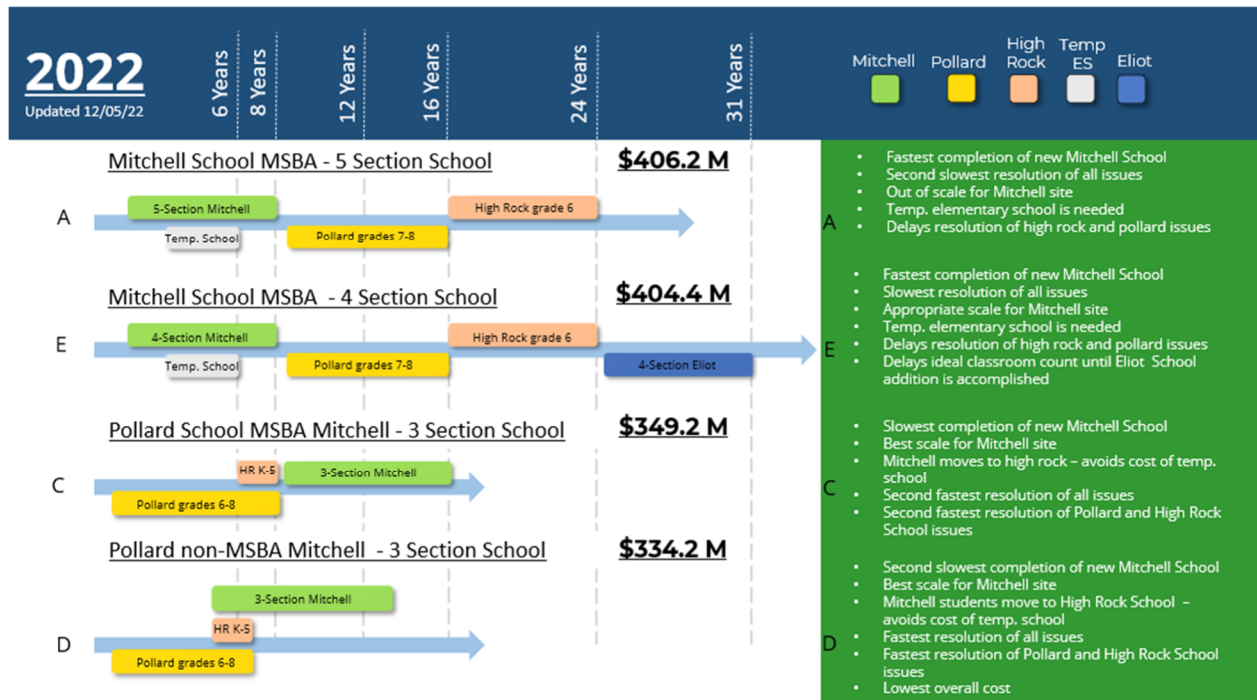 2022
Updated 12/05/22
6 Years
8 Years
12 Years
16 Years
24 Years
31 Years
Mitchell
Pollard
High
Rock
Temp
ES
Eliot
Mitchell School MSBA - 5 Section School
$406.2 M
A
5-Section Mitchell
Temp. School
Pollard grades 7-8
High Rock grade 6
A
• Fastest completion of new Mitchell School
• Second slowest resolution of all issues
• Out of scale for Mitchell site
• Temp. elementary school is needed
• Delays resolution of high rock and pollard issues
Mitchell School MSBA - 4 Section School
$404.4 M
E
4-Section Mitchell
Temp. School
Pollard grades 7-8
High Rock grade 6
4-Section Eliot
E
• Fastest completion of new Mitchell School
• Slowest resolution of all issues
• Appropriate scale for Mitchell site
• Temp. elementary school is needed
• Delays resolution of high rock and pollard issues
• Delays ideal classroom count until Eliot School
addition is accomplished
Pollard School MSBA Mitchell - 3 Section School
$349.2 M
C
HR K-5
3-Section Mitchell
Pollard grades 6-8
C
• Slowest completion of new Mitchell School
• Best scale for Mitchell site
• Mitchell moves to high rock – avoids cost of temp.
school
• Second fastest resolution of all issues
• Second fastest resolution of Pollard and High Rock
School issues
Pollard non-MSBA Mitchell - 3 Section School
$334.2 M
D
3-Section Mitchell
HR K-5
Pollard grades 6-8
D
• Second slowest completion of new Mitchell School
• Best scale for Mitchell site
• Mitchell students move to High Rock School –
avoids cost of temp. school
• Fastest resolution of all issues
• Fastest resolution of Pollard and High Rock School
issues
• Lowest overall cost